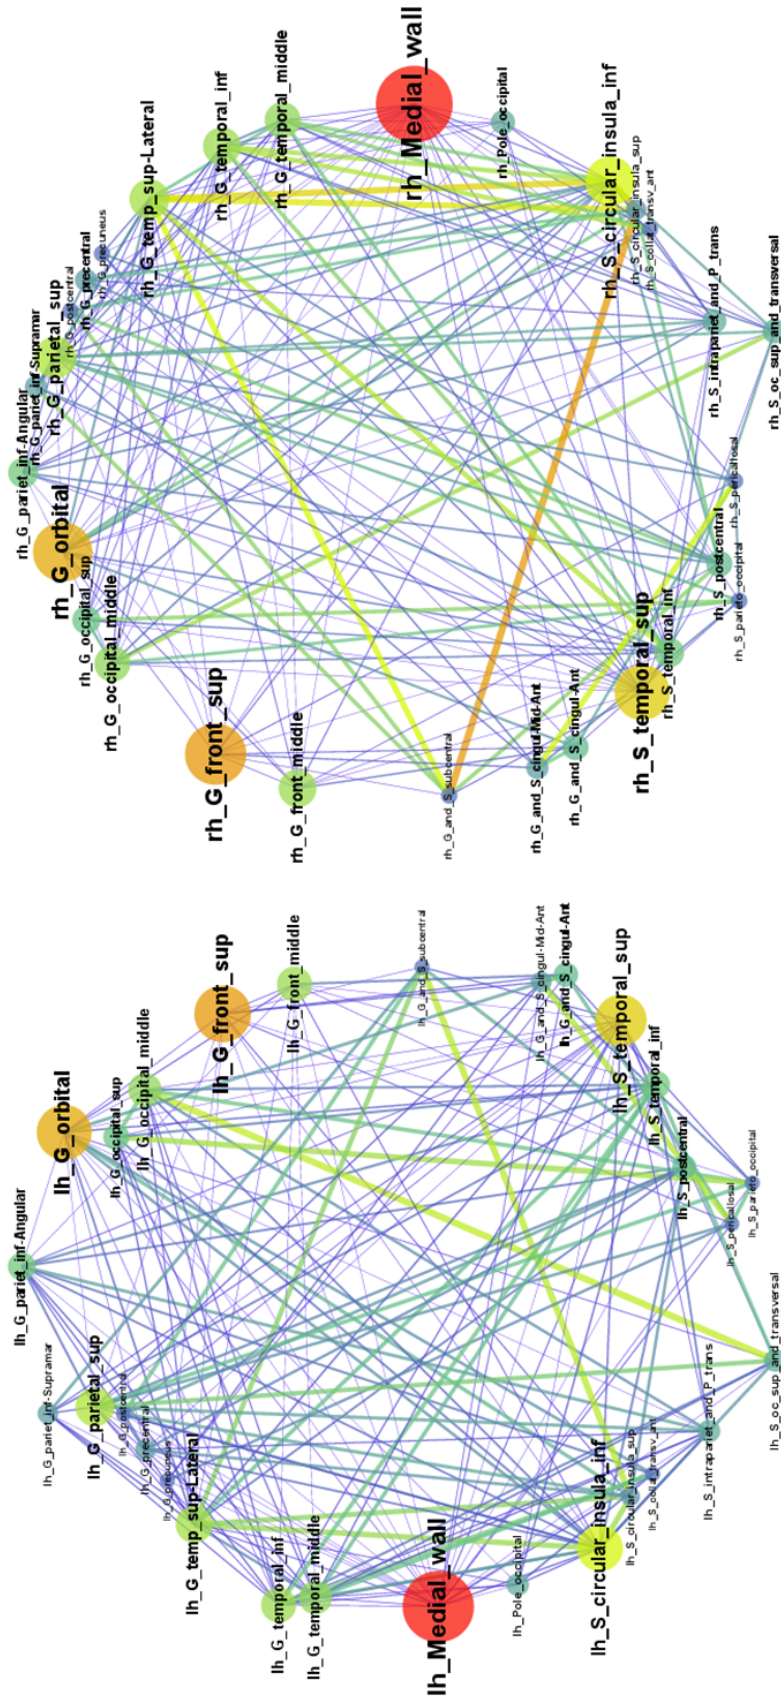 lh_G_pariet_inf-Angular
lh_G_pariet_inf-Supramar
lh_G_orbital
lh_G_parietal_sup
lh_G_occipital_sup
lh_G_postcentral
lh_G_occipital_middle
lh_G_precentral
lh_G_precuneus
lh_G_temp_sup-Lateral
lh_G_front_sup
lh_G_temporal_inf
lh_G_front_middle
lh_G_temporal_middle
lh_G_and_S_subcentral
lh_Medial_wall
lh_Pole_occipital
lh_G_and_S_cingul-Mid-Ant
lh_G_and_S_cingul-Ant
lh_S_circular_insula_inf
lh_S_temporal_sup
lh_S_circular_insula_sup
lh_S_collat_transv_ant
lh_S_temporal_inf
lh_S_postcentral
lh_S_intrapariet_and_P_trans
lh_S_pericallosal
lh_S_parieto_occipital
lh_S_oc_sup_and_transversal
rh_G_pariet_inf-Angular
rh_G_pariet_inf-Supramar
rh_G_parietal_sup
rh_G_orbital
rh_G_postcentral
rh_G_occipital_sup
rh_G_precentral
rh_G_precuneus
rh_G_occipital_middle
rh_G_temp_sup-Lateral
rh_G_front_sup
rh_G_temporal_inf
rh_G_temporal_middle
rh_G_front_middle
rh_Medial_wall
rh_G_and_S_subcentral
rh_Pole_occipital
rh_G_and_S_cingul-Mid-Ant
rh_G_and_S_cingul-Ant
rh_S_circular_insula_inf
rh_S_circular_insula_sup
rh_S_temporal_sup
rh_S_collat_transv_ant
rh_S_temporal_inf
rh_S_intrapariet_and_P_trans
rh_S_postcentral
rh_S_pericallosal
rh_S_parieto_occipital
rh_S_oc_sup_and_transversal